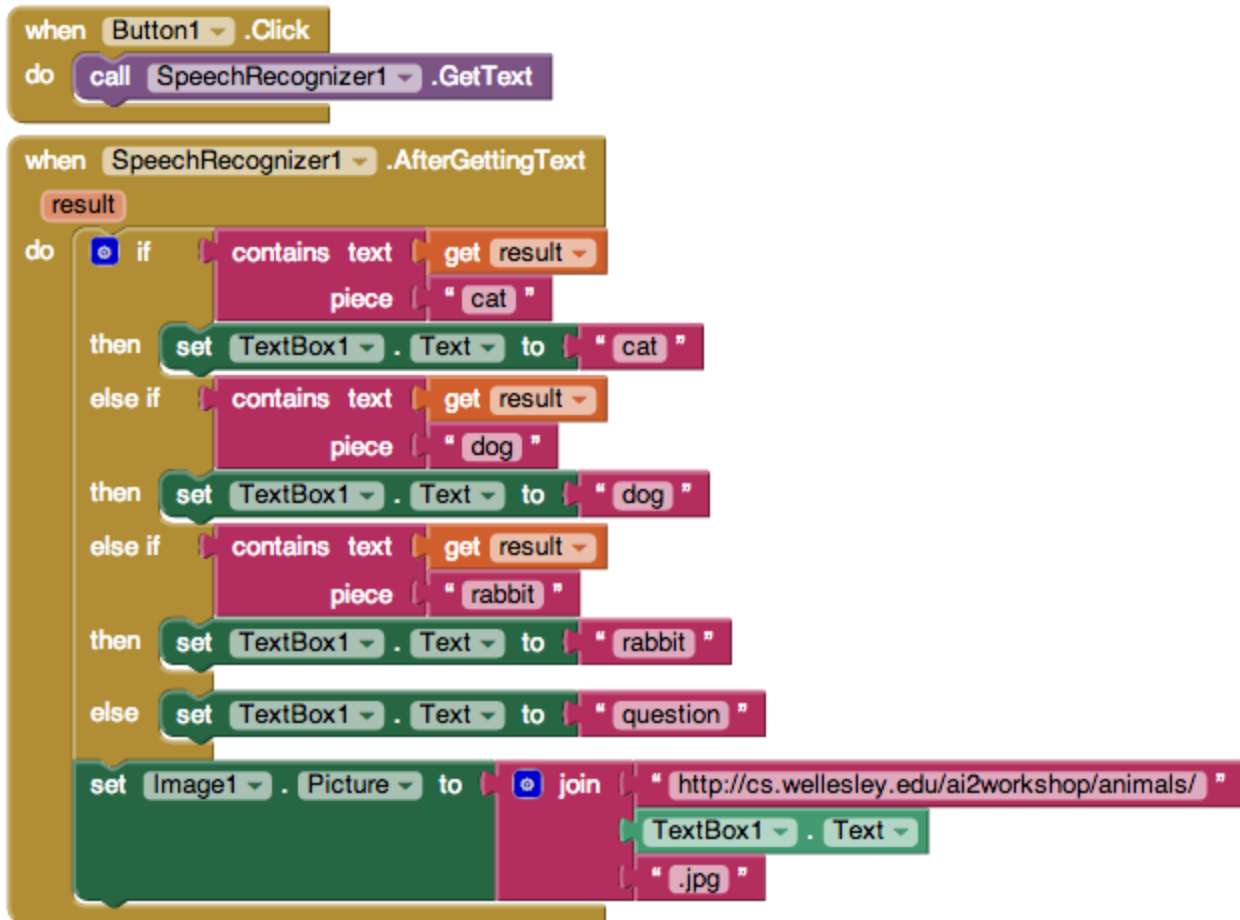 when Button1 .Click
do call SpeechRecognizer1 .GetText
when SpeechRecognizer1 .AfterGettingText
result
do if contains text get result
piece " cat "
then set TextBox1 . Text to " cat "
else if contains text get result
piece " dog "
then set TextBox1 . Text to " dog "
else if contains text get result
piece " rabbit "
then set TextBox1 . Text to " rabbit "
else set TextBox1 . Text to " question "
set Image1 . Picture to join " http://cs.wellesley.edu/ai2workshop/animals/ "
TextBox1 . Text
" .jpg "